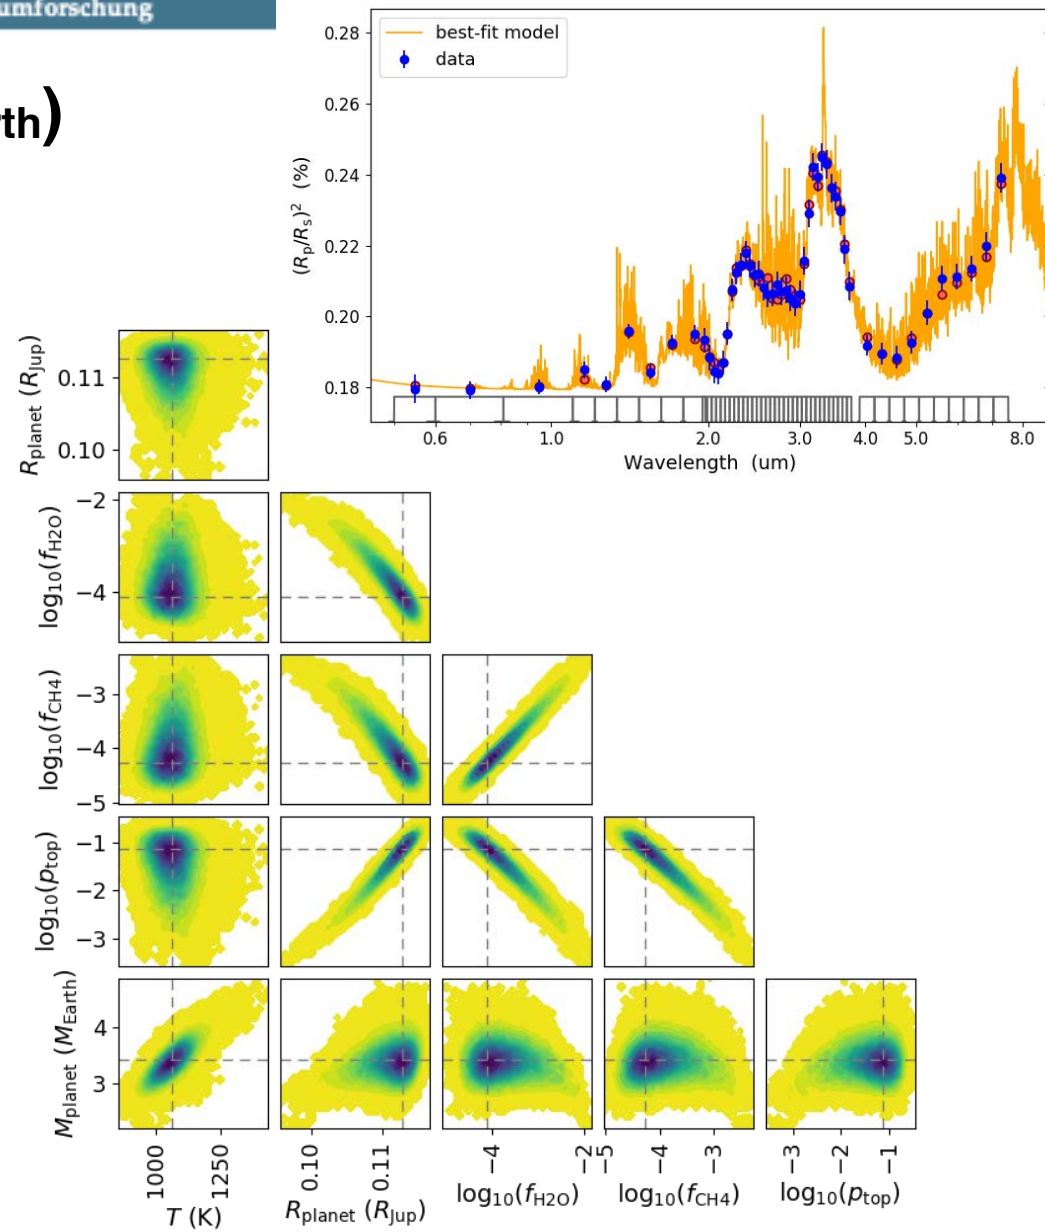 umforschung
rth)
best-fit model
data
(Rp/Rs)² (%)
0.28
0.26
0.24
0.22
0.20
0.18
0.6 1.0 2.0 3.0 4.0 5.0 8.0
Wavelength (um)
Rplanet (RJup)
0.11
0.10
log10(fH2O)
−2
−4
log10(fCH4)
−3
−4
−5
log10(ptop)
−1
−2
−3
Mplanet (MEarth)
4
3
1000 1250 0.10 0.11 −4 −2 −5 −4 −3 −3 −2 −1
T (K) Rplanet (RJup) log10(fH2O) log10(fCH4) log10(ptop)